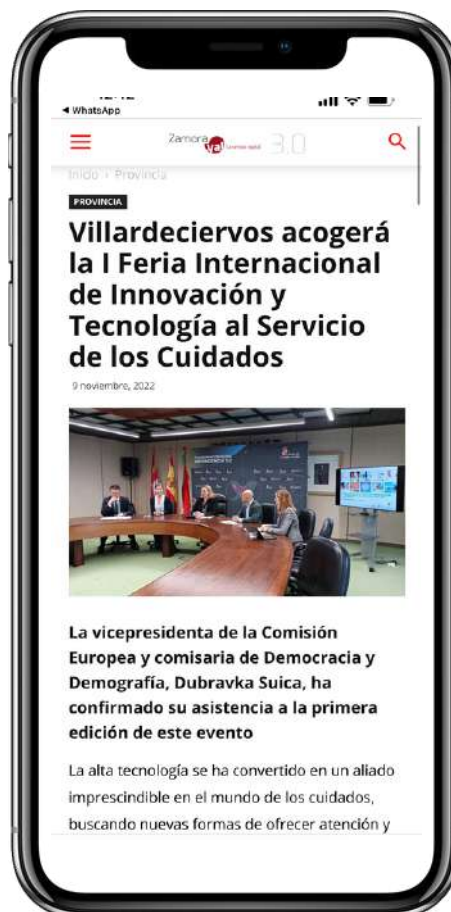 ◀ WhatsApp
Zamora ya! 3.0
Inicio › Provincia
PROVINCIA
Villardeciervos acogerá
la I Feria Internacional
de Innovación y
Tecnología al Servicio
de los Cuidados
9 noviembre, 2022
La vicepresidenta de la Comisión
Europea y comisaria de Democracia y
Demografía, Dubravka Suica, ha
confirmado su asistencia a la primera
edición de este evento
La alta tecnología se ha convertido en un aliado
imprescindible en el mundo de los cuidados,
buscando nuevas formas de ofrecer atención y